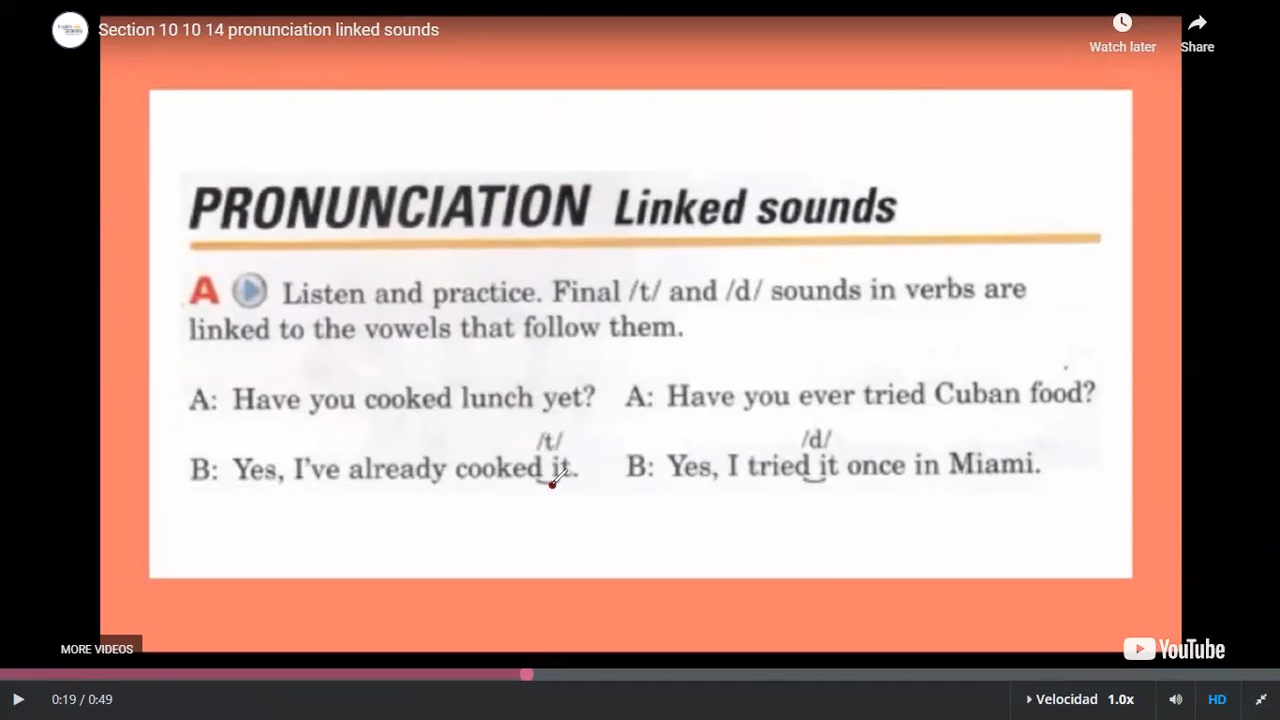 Section 10 10 14 pronunciation linked sounds
Watch later
Share
PRONUNCIATION Linked sounds
A Listen and practice. Final /t/ and /d/ sounds in verbs are
linked to the vowels that follow them.
A: Have you cooked lunch yet?
/t/
B: Yes, I've already cooked it.
A: Have you ever tried Cuban food?
/d/
B: Yes, I tried it once in Miami.
MORE VIDEOS
YouTube
0:19 / 0:49
Velocidad 1.0x
HD